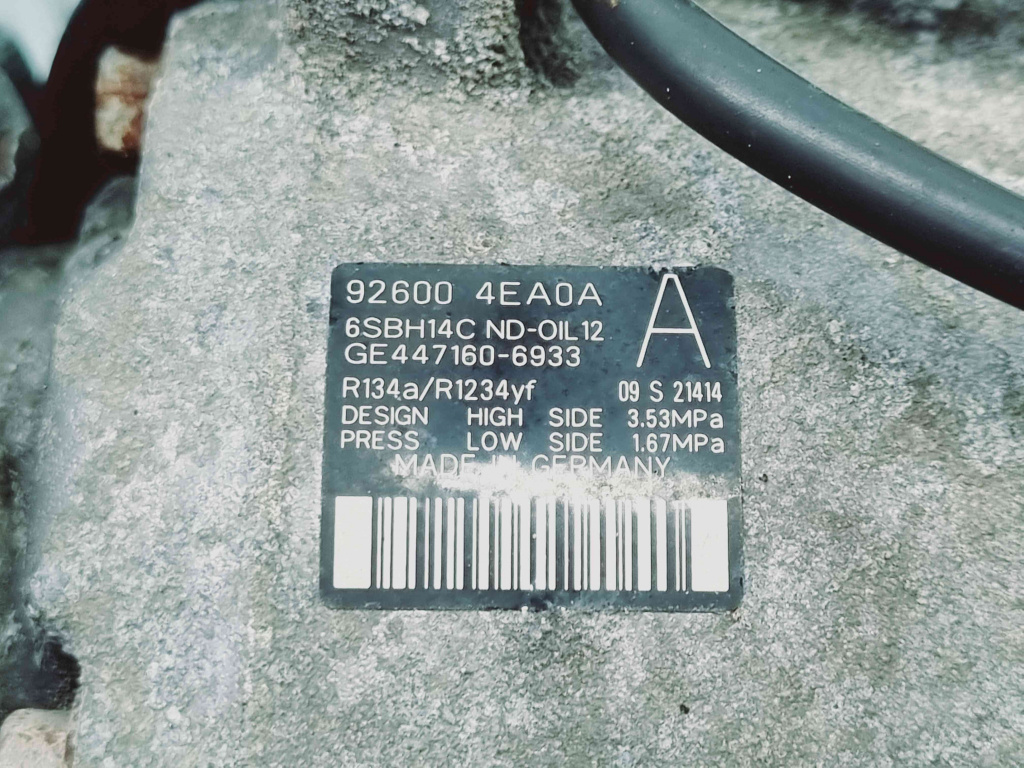 92600 4EA0A A
6SBH14C ND-OIL12
GE447160-6933
R134a/R1234yf 09 S 21414
DESIGN HIGH SIDE 3.53MPa
PRESS LOW SIDE 1.67MPa
MADE IN GERMANY